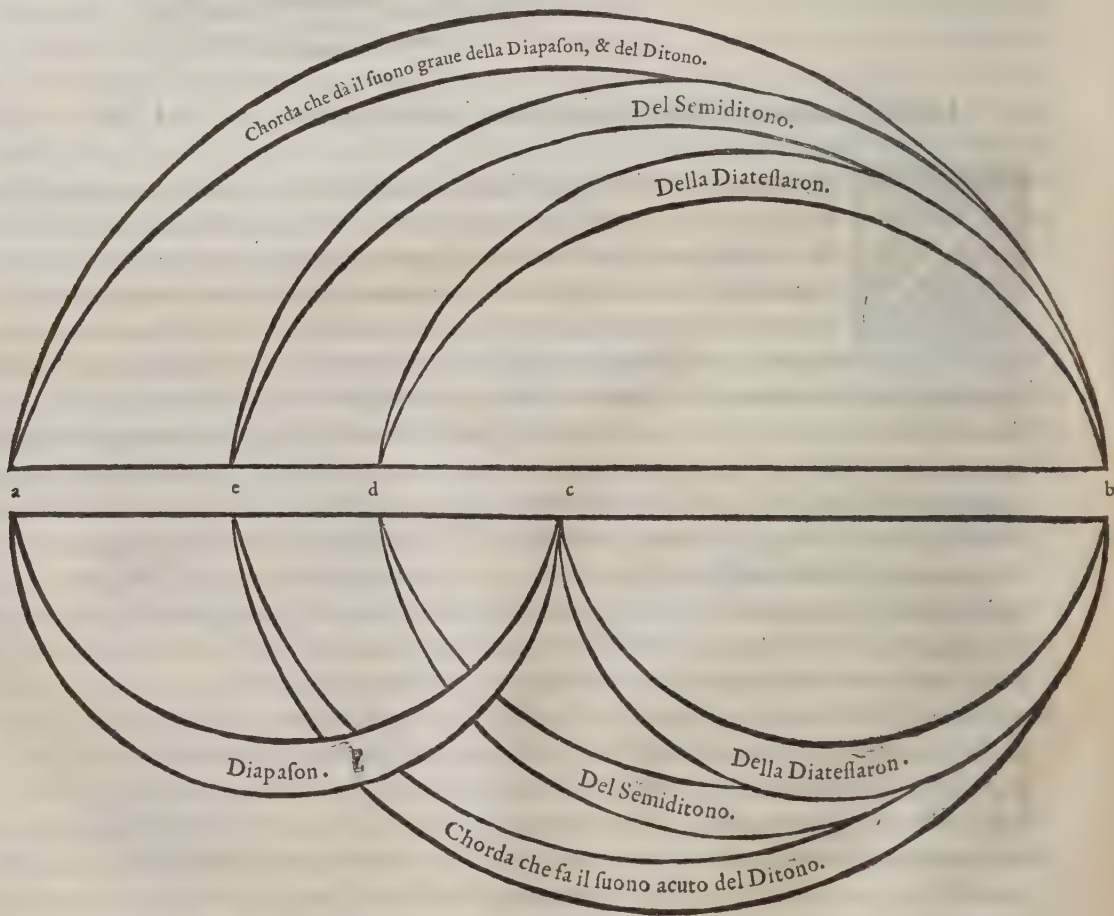 Chorda che dà il ſuono graue della Diapaſon, & del Ditono.
Del Semiditono.
Della Diateſſaron.
a e d c b
Diapaſon.
Della Diateſſaron.
Del Semiditono.
Chorda che fa il ſuono acuto del Ditono.